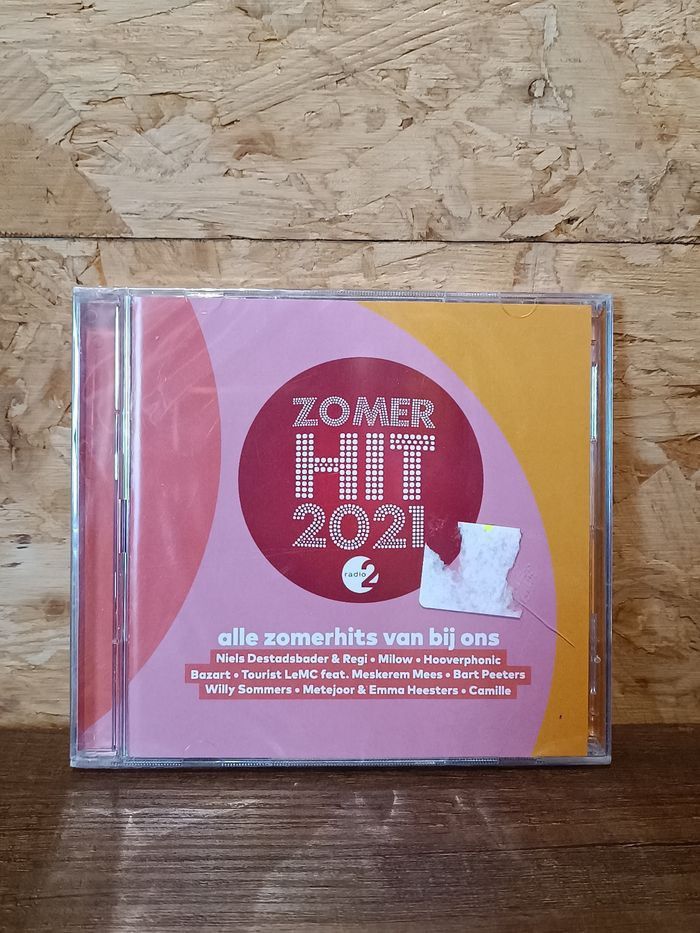 ZOMER
HIT
2021
radio 2
alle zomerhits van bij ons
Niels Destadsbader & Regi • Milow • Hooverphonic
Bazart • Tourist LeMC feat. Meskerem Mees • Bart Peeters
Willy Sommers • Metejoor & Emma Heesters • Camille